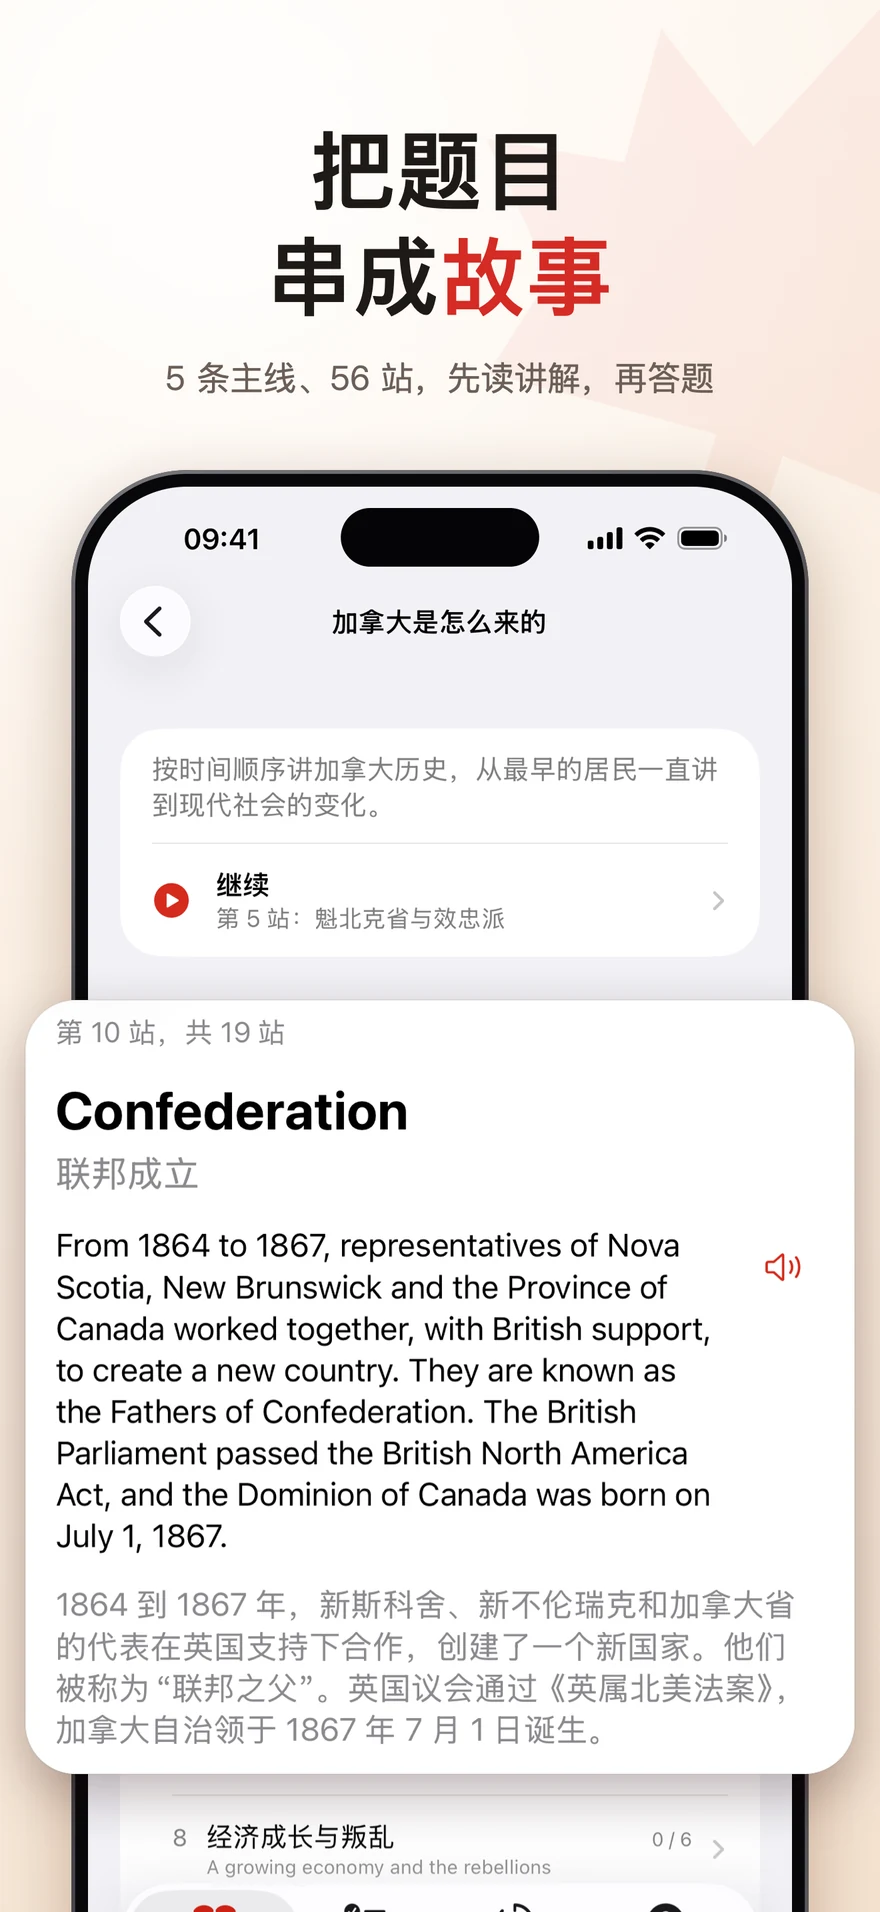 把题目
串成故事
5 条主线、56 站，先读讲解，再答题
09:41
加拿大是怎么来的
按时间顺序讲加拿大历史，从最早的居民一直讲
到现代社会的变化。
继续
第 5 站：魁北克省与效忠派
第 10 站，共 19 站
Confederation
联邦成立
From 1864 to 1867, representatives of Nova
Scotia, New Brunswick and the Province of
Canada worked together, with British support,
to create a new country. They are known as
the Fathers of Confederation. The British
Parliament passed the British North America
Act, and the Dominion of Canada was born on
July 1, 1867.
1864 到 1867 年，新斯科舍、新不伦瑞克和加拿大省
的代表在英国支持下合作，创建了一个新国家。他们
被称为 “联邦之父”。英国议会通过《英属北美法案》，
加拿大自治领于 1867 年 7 月 1 日诞生。
8 经济成长与叛乱 0 / 6
A growing economy and the rebellions